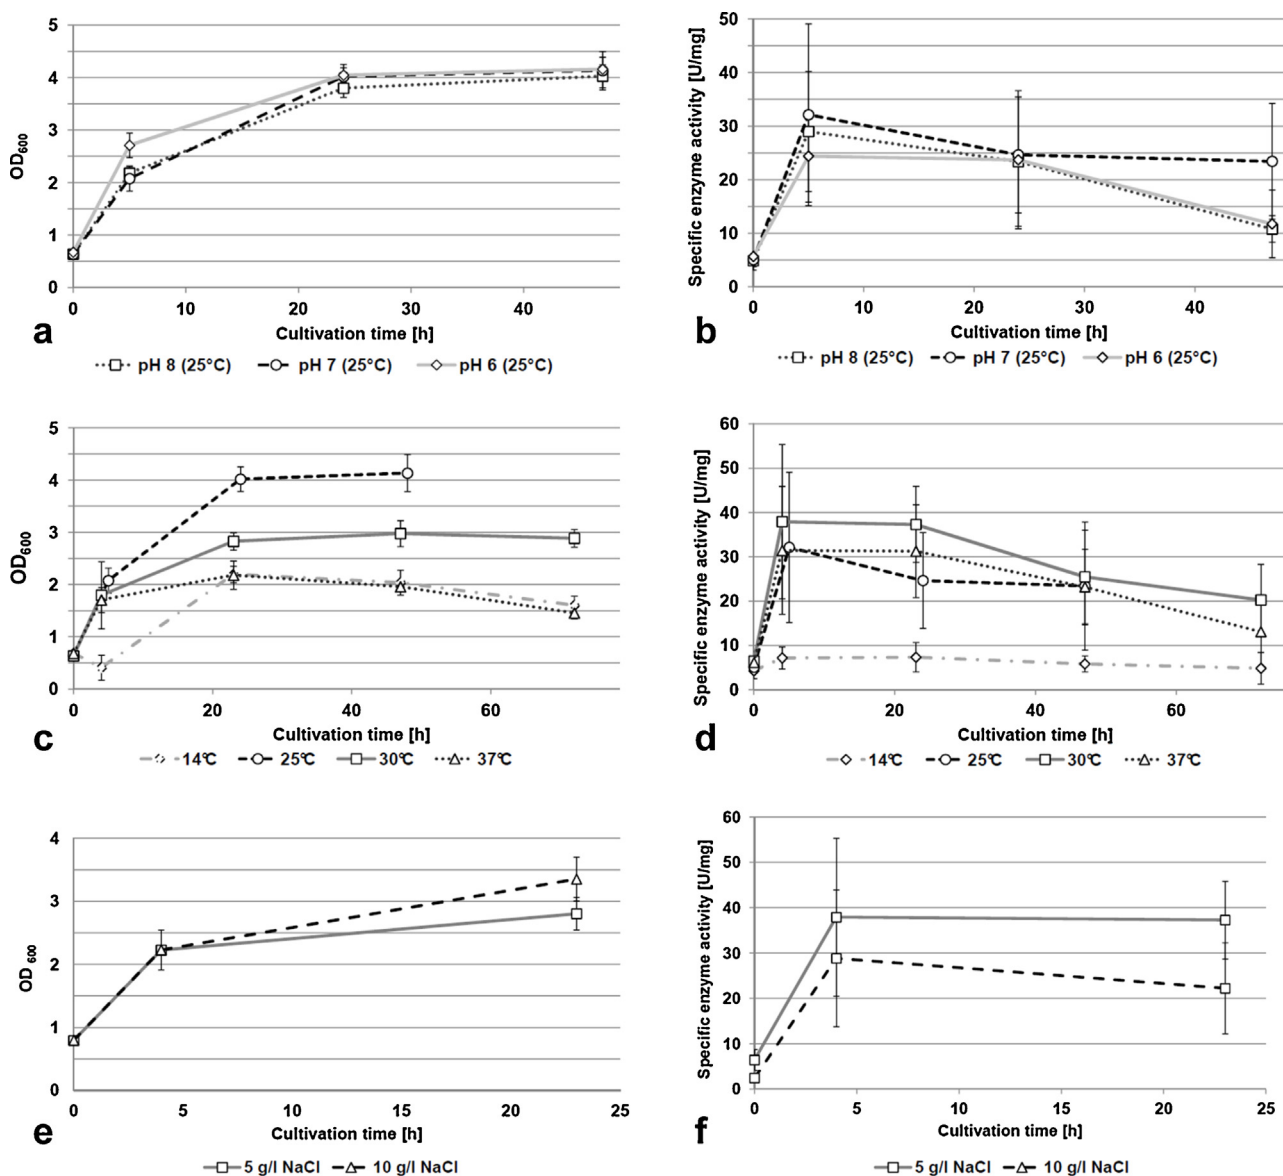 5
4
3
2
1
0
OD600
0 10 20 30 40
Cultivation time [h]
a
pH 8 (25°C) pH 7 (25°C) pH 6 (25°C)
50
40
30
20
10
0
Specific enzyme activity [U/mg]
0 10 20 30 40
Cultivation time [h]
b
pH 8 (25°C) pH 7 (25°C) pH 6 (25°C)
5
4
3
2
1
0
OD600
0 20 40 60
Cultivation time [h]
c
14°C 25°C 30°C 37°C
60
50
40
30
20
10
0
Specific enzyme activity [U/mg]
0 20 40 60
Cultivation time [h]
d
14°C 25°C 30°C 37°C
4
3
2
1
0
OD 600
0 5 10 15 20 25
Cultivation time [h]
e
5 g/l NaCl 10 g/l NaCl
60
50
40
30
20
10
0
Specific enzyme activity [U/mg]
0 5 10 15 20 25
Cultivation time [h]
f
5 g/l NaCl 10 g/l NaCl